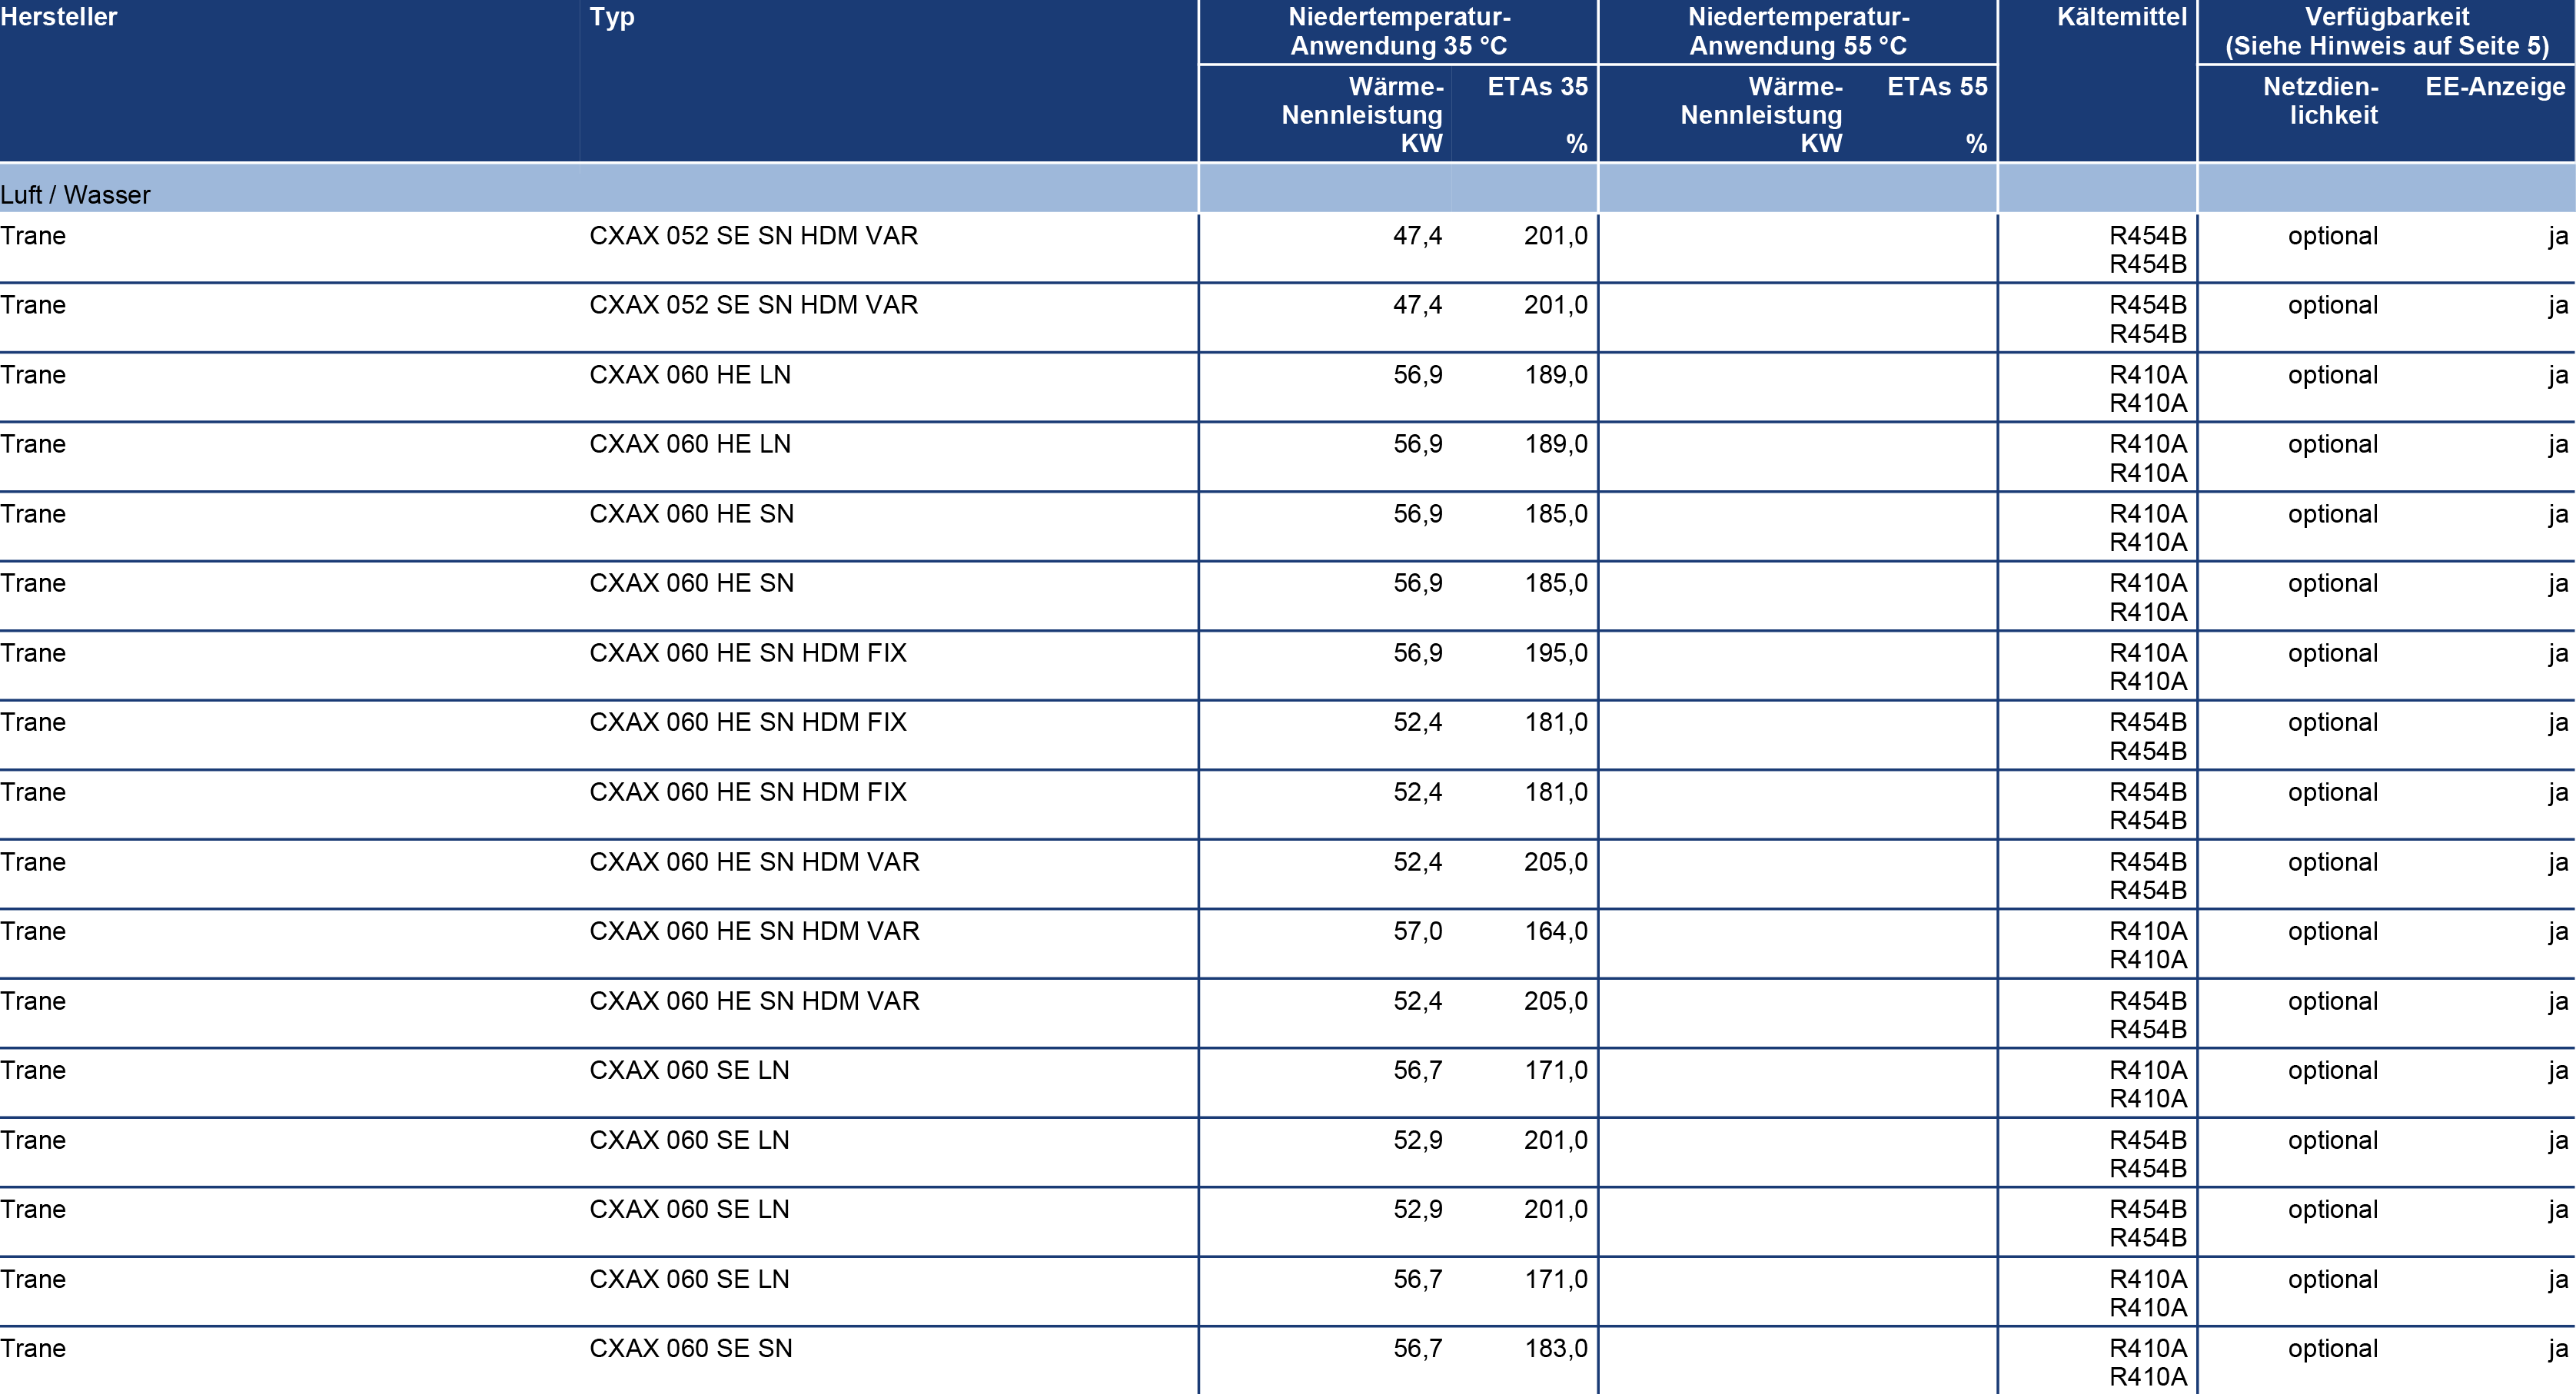 Hersteller Typ Niedertemperatur- Niedertemperatur- Kältemittel Verfügbarkeit
Anwendung 35 °C Anwendung 55 °C (Siehe Hinweis auf Seite 5)
Wärme- ETAs 35 Wärme- ETAs 55 Netzdien- EE-Anzeige
Nennleistung Nennleistung lichkeit
KW % KW %
Luft / Wasser
Trane CXAX 052 SE SN HDM VAR 47,4 201,0 R454B optional ja
R454B
Trane CXAX 052 SE SN HDM VAR 47,4 201,0 R454B optional ja
R454B
Trane CXAX 060 HE LN 56,9 189,0 R410A optional ja
R410A
Trane CXAX 060 HE LN 56,9 189,0 R410A optional ja
R410A
Trane CXAX 060 HE SN 56,9 185,0 R410A optional ja
R410A
Trane CXAX 060 HE SN 56,9 185,0 R410A optional ja
R410A
Trane CXAX 060 HE SN HDM FIX 56,9 195,0 R410A optional ja
R410A
Trane CXAX 060 HE SN HDM FIX 52,4 181,0 R454B optional ja
R454B
Trane CXAX 060 HE SN HDM FIX 52,4 181,0 R454B optional ja
R454B
Trane CXAX 060 HE SN HDM VAR 52,4 205,0 R454B optional ja
R454B
Trane CXAX 060 HE SN HDM VAR 57,0 164,0 R410A optional ja
R410A
Trane CXAX 060 HE SN HDM VAR 52,4 205,0 R454B optional ja
R454B
Trane CXAX 060 SE LN 56,7 171,0 R410A optional ja
R410A
Trane CXAX 060 SE LN 52,9 201,0 R454B optional ja
R454B
Trane CXAX 060 SE LN 52,9 201,0 R454B optional ja
R454B
Trane CXAX 060 SE LN 56,7 171,0 R410A optional ja
R410A
Trane CXAX 060 SE SN 56,7 183,0 R410A optional ja
R410A